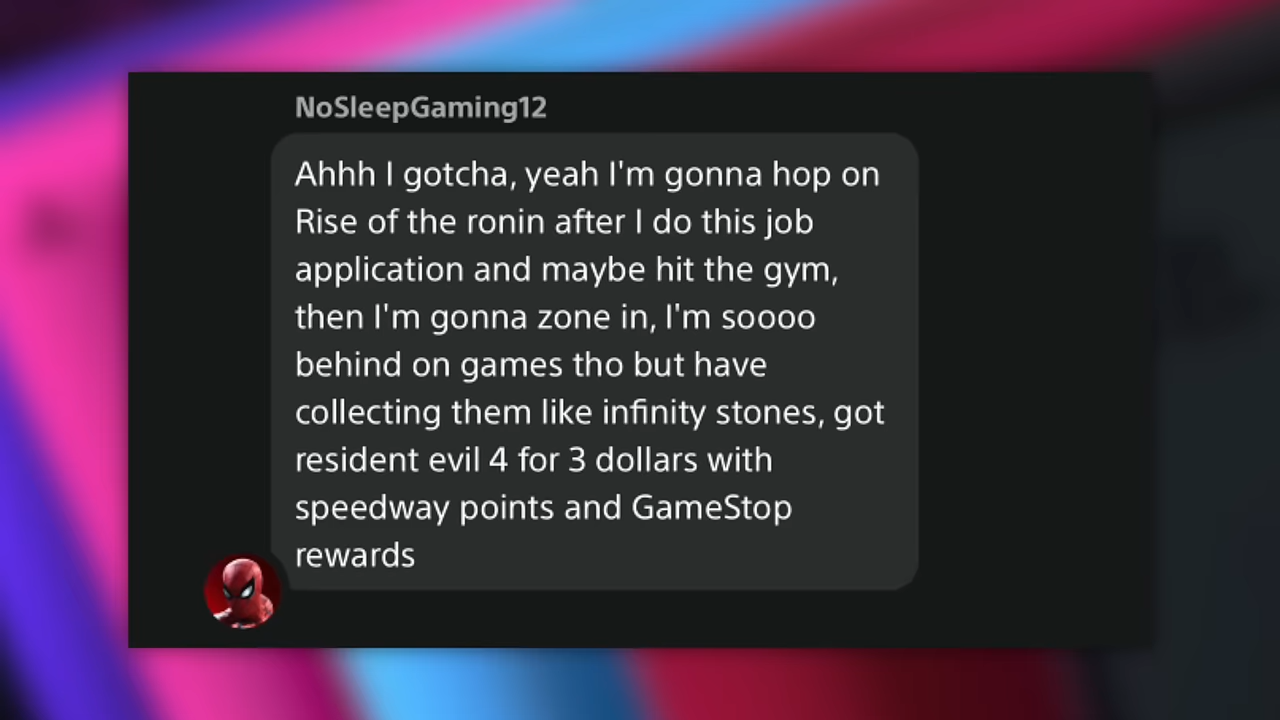 NoSleepGaming12
Ahhh I gotcha, yeah I'm gonna hop on
Rise of the ronin after I do this job
application and maybe hit the gym,
then I'm gonna zone in, I'm soooo
behind on games tho but have
collecting them like infinity stones, got
resident evil 4 for 3 dollars with
speedway points and GameStop
rewards